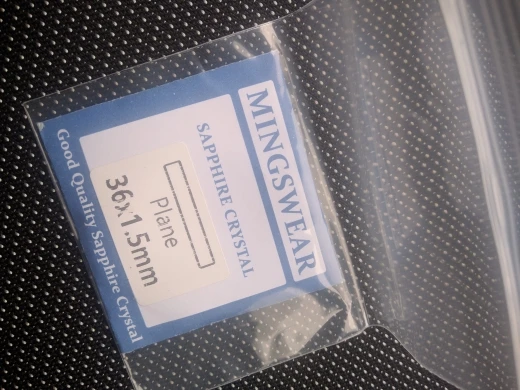 MINGSWEAR
SAPPHIRE CRYSTAL
Plane
36x1.5mm
Good Quality Sapphire Crystal